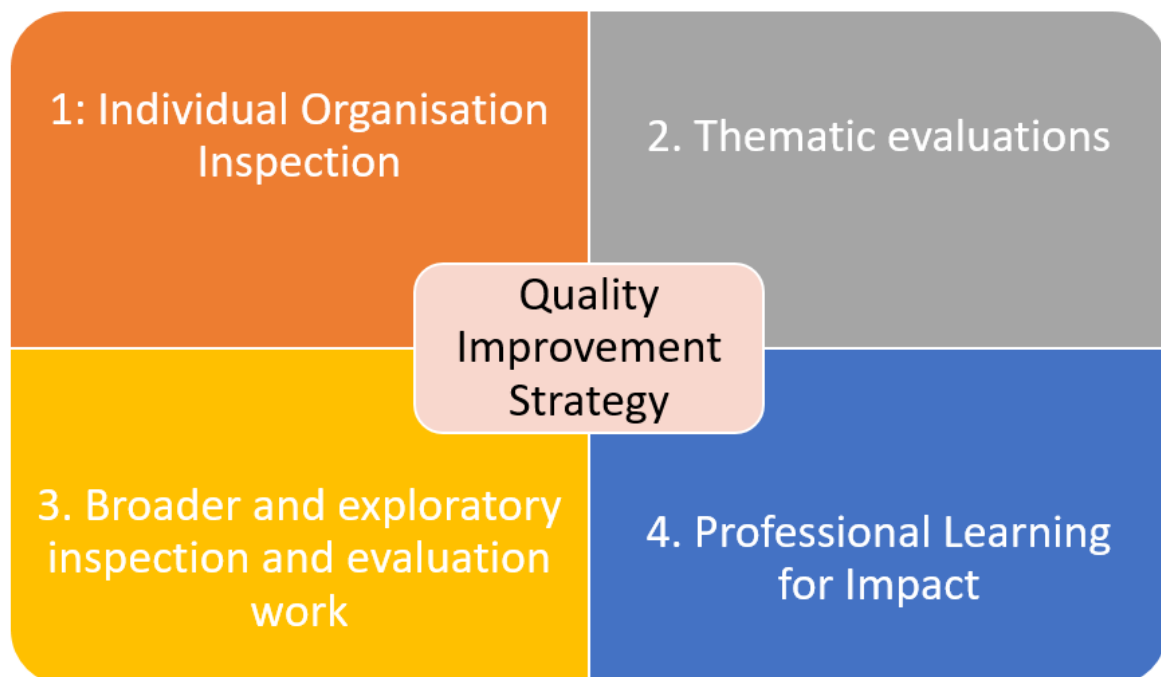 1: Individual Organisation
Inspection
2. Thematic evaluations
Quality
Improvement
Strategy
3. Broader and exploratory
inspection and evaluation
work
4. Professional Learning
for Impact